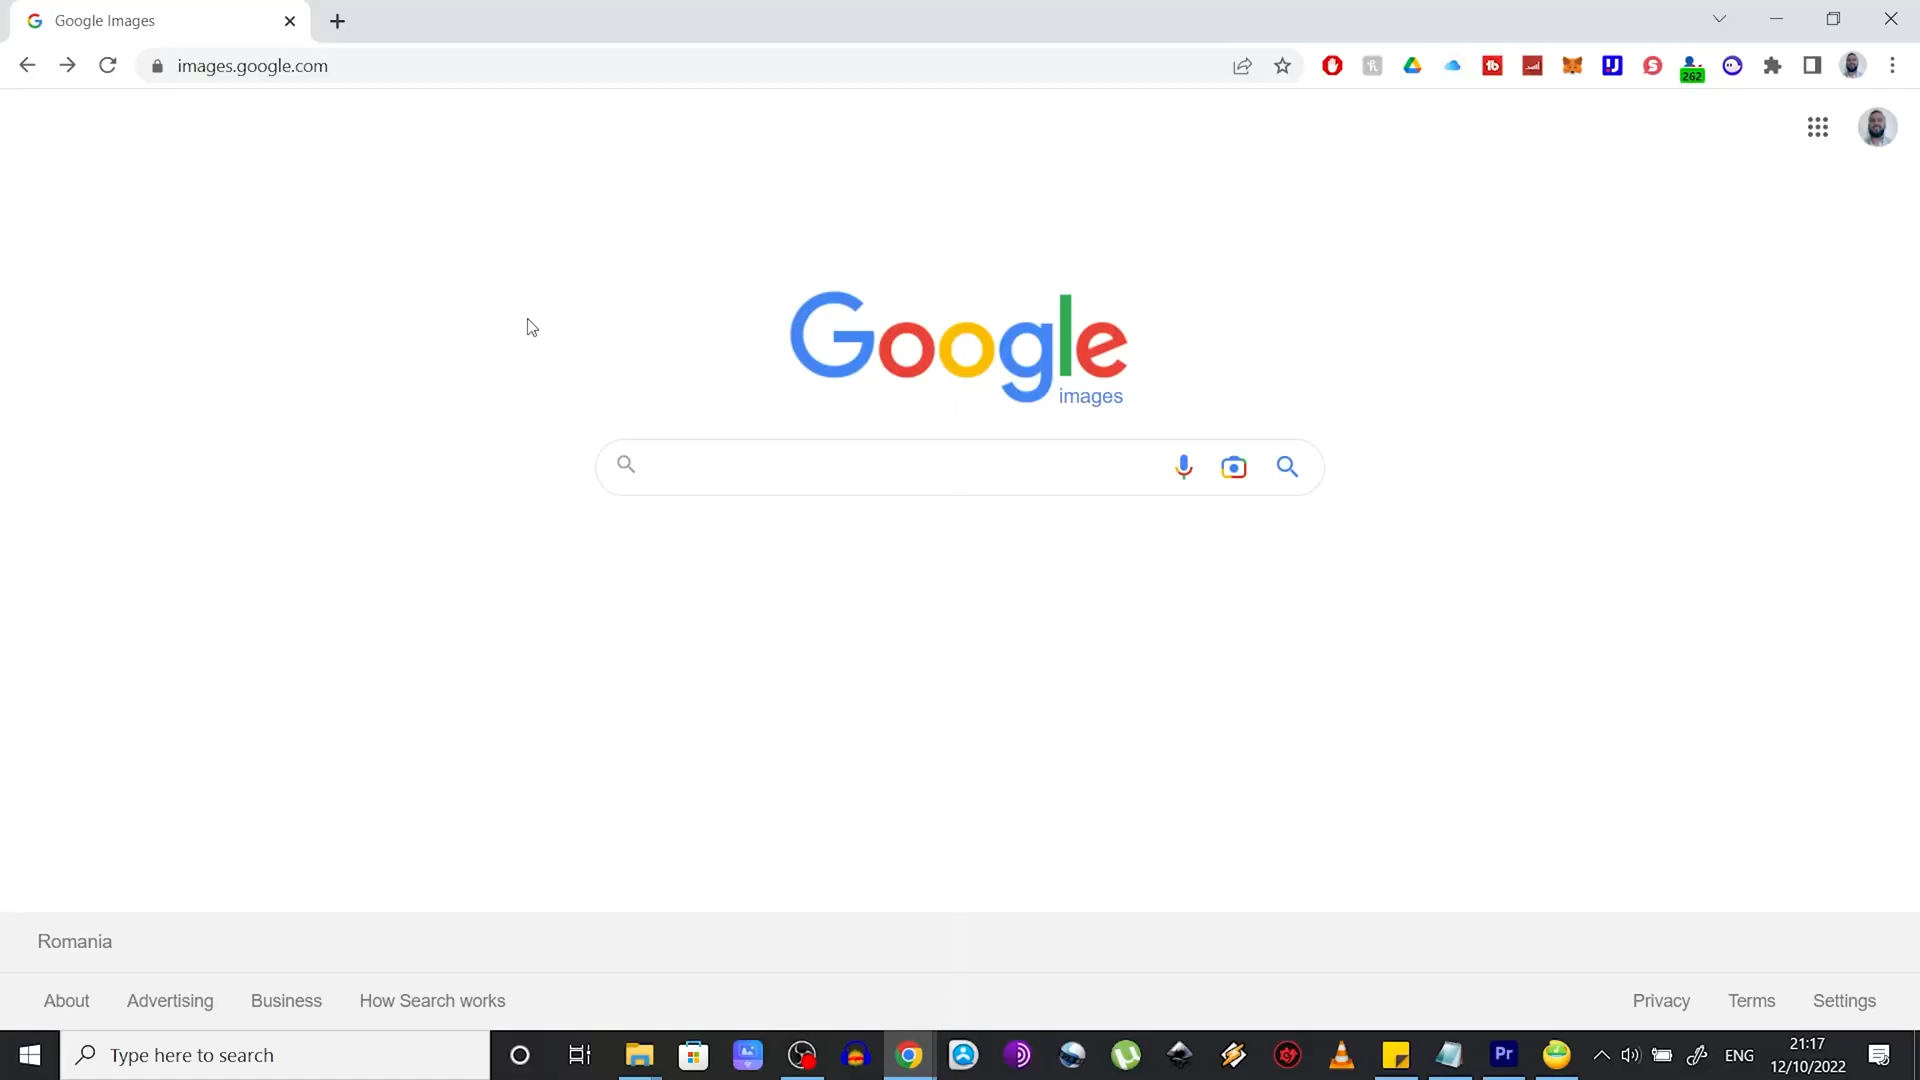 Google Images
images.google.com
262
Google
images
Romania
About Advertising Business How Search works
Privacy Terms Settings
Type here to search
Pr
ENG
21:17
12/10/2022